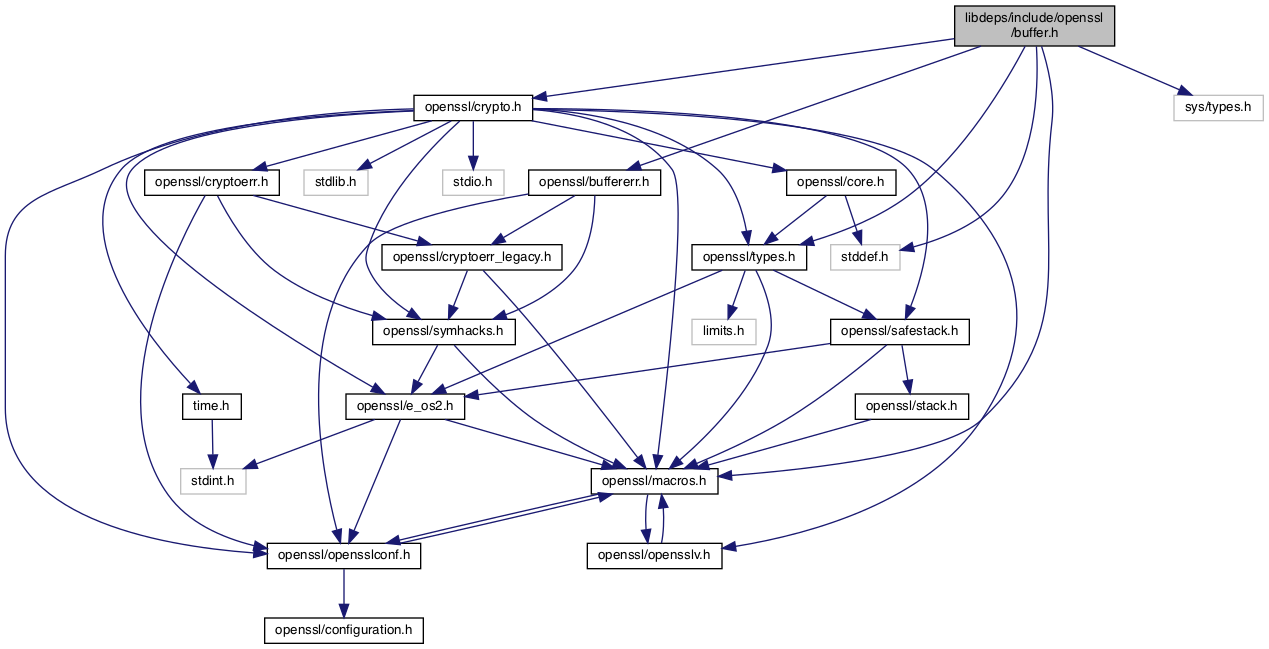 libdeps/include/openssl
/buffer.h
openssl/crypto.h
sys/types.h
openssl/cryptoerr.h
stdlib.h
stdio.h
openssl/buffererr.h
openssl/core.h
openssl/cryptoerr_legacy.h
openssl/types.h
stddef.h
openssl/symhacks.h
limits.h
openssl/safestack.h
time.h
openssl/e_os2.h
openssl/stack.h
stdint.h
openssl/macros.h
openssl/opensslconf.h
openssl/opensslv.h
openssl/configuration.h